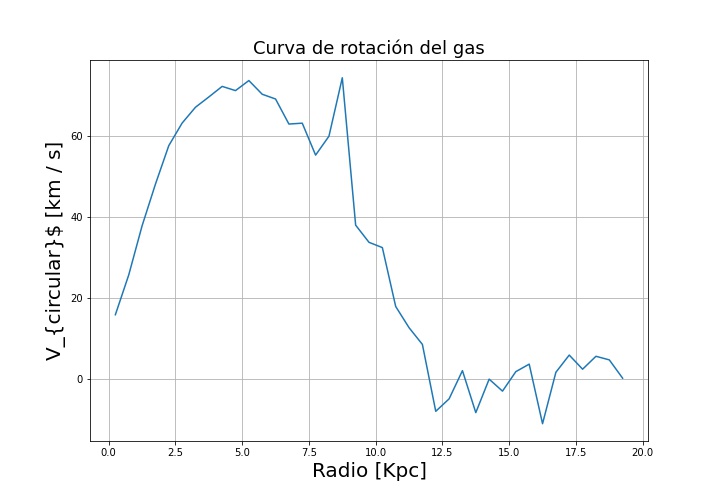 Curva de rotación del gas
V_{circular}$ [km / s]
60
40
20
0
0.0 2.5 5.0 7.5 10.0 12.5 15.0 17.5 20.0
Radio [Kpc]